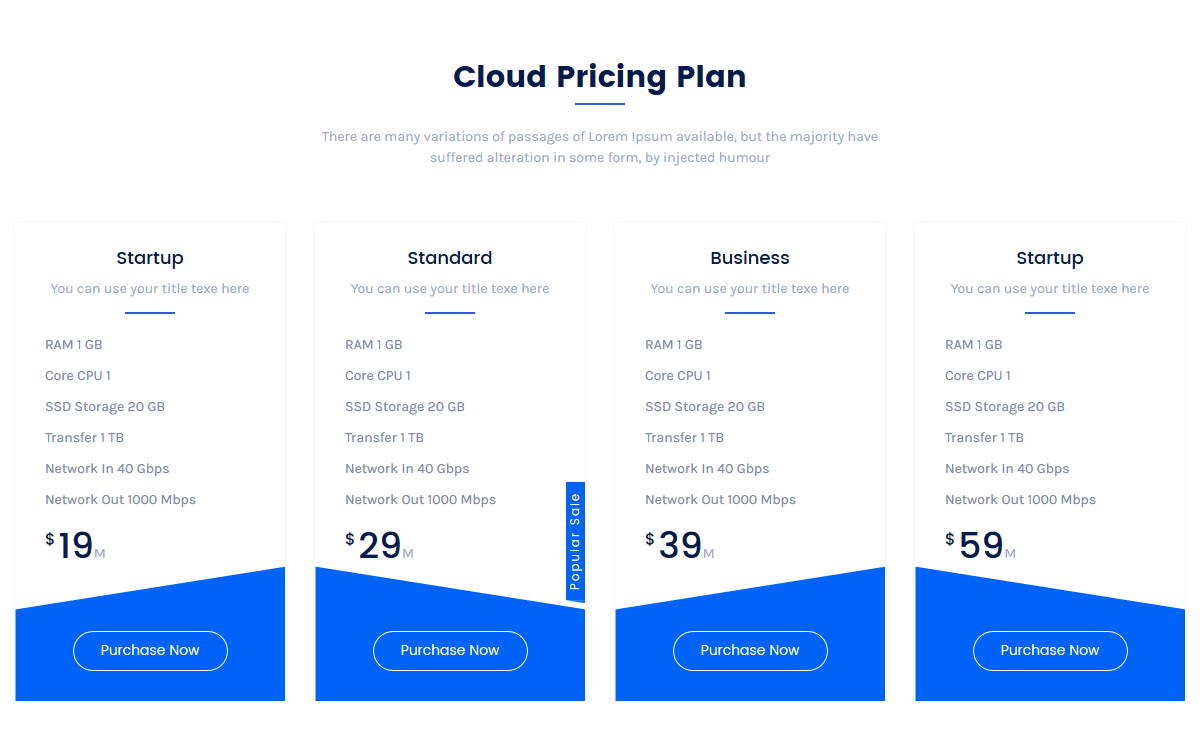 Cloud Pricing Plan
There are many variations of passages of Lorem Ipsum available, but the majority have
suffered alteration in some form, by injected humour
Startup
You can use your title texe here
RAM 1 GB
Core CPU 1
SSD Storage 20 GB
Transfer 1 TB
Network In 40 Gbps
Network Out 1000 Mbps
$19M
Purchase Now
Standard
You can use your title texe here
RAM 1 GB
Core CPU 1
SSD Storage 20 GB
Transfer 1 TB
Network In 40 Gbps
Network Out 1000 Mbps
$29M
Popular Sale
Purchase Now
Business
You can use your title texe here
RAM 1 GB
Core CPU 1
SSD Storage 20 GB
Transfer 1 TB
Network In 40 Gbps
Network Out 1000 Mbps
$39M
Purchase Now
Startup
You can use your title texe here
RAM 1 GB
Core CPU 1
SSD Storage 20 GB
Transfer 1 TB
Network In 40 Gbps
Network Out 1000 Mbps
$59M
Purchase Now